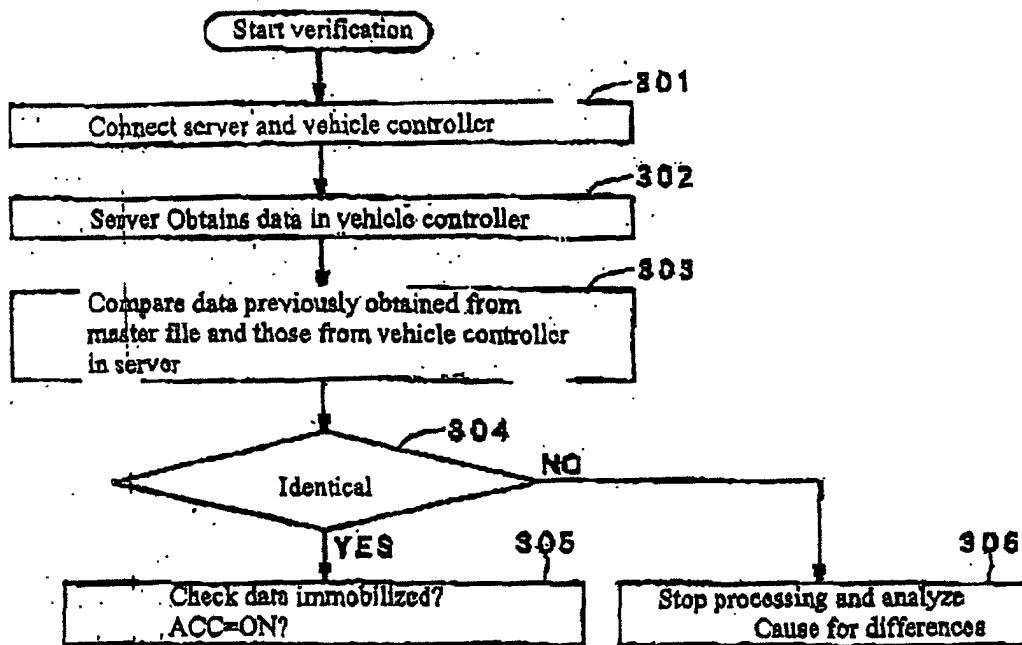 Start verification
301
Connect server and vehicle controller
302
Server Obtains data in vehicle controller
303
Compare data previously obtained from
master file and those from vehicle controller
in server
304
Identical
NO
YES
305
Check data immobilized?
ACC=ON?
306
Stop processing and analyze
Cause for differences